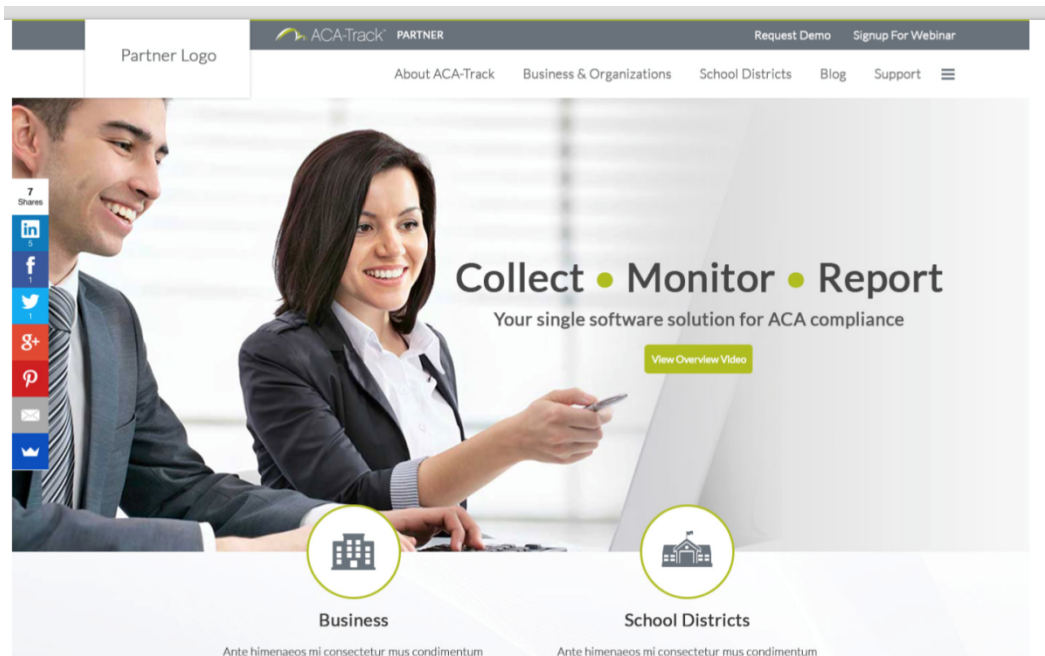 Partner Logo
ACA-Track PARTNER
Request Demo
Signup For Webinar
About ACA-Track
Business & Organizations
School Districts
Blog
Support
7
Shares
in
5
f
1
1
8+
Collect • Monitor • Report
Your single software solution for ACA compliance
View Overview Video
Business
School Districts
Ante himenaeos mi consectetur mus condimentum
Ante himenaeos mi consectetur mus condimentum